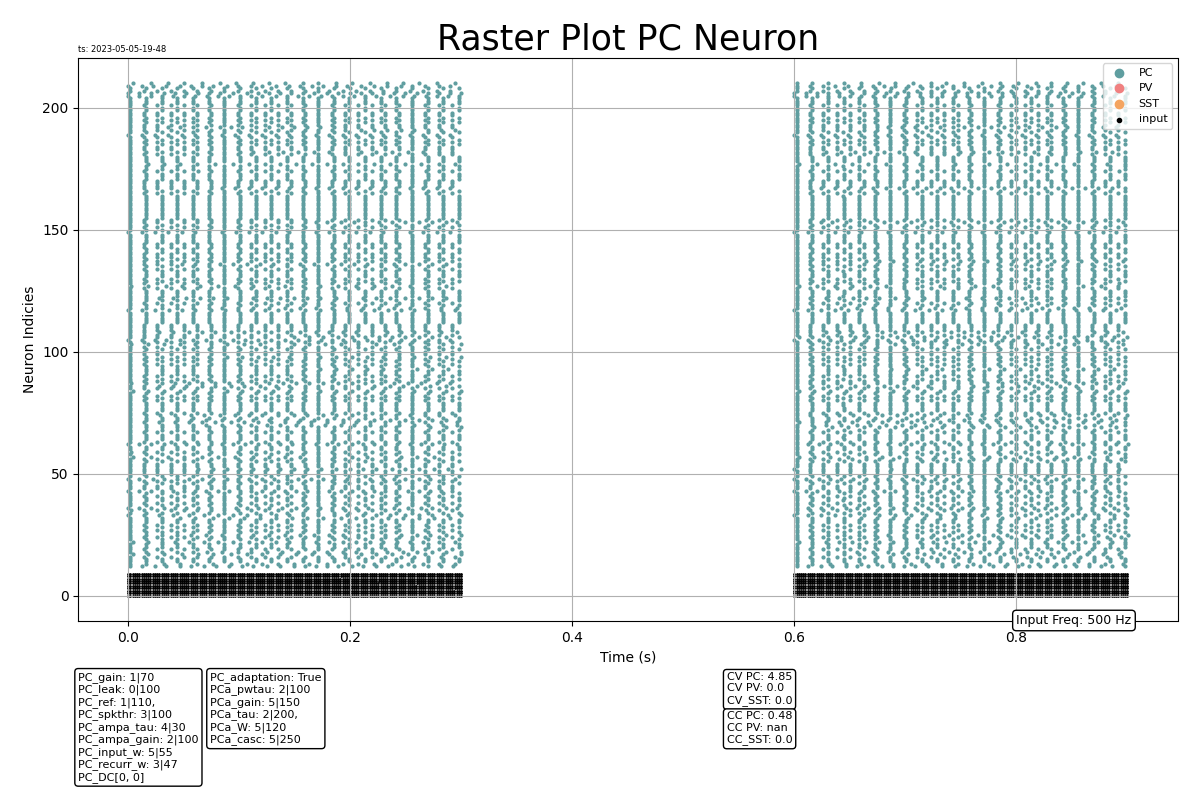 Raster Plot PC Neuron
ts: 2023-05-05-19-48
PC
PV
SST
input
200
150
100
50
0
Neuron Indicies
0.0
0.2
0.4
0.6
0.8
Input Freq: 500 Hz
Time (s)
PC_gain: 1|70
PC_leak: 0|100
PC_ref: 1|110,
PC_spkthr: 3|100
PC_ampa_tau: 4|30
PC_ampa_gain: 2|100
PC_input_w: 5|55
PC_recurr_w: 3|47
PC_DC[0, 0]
PC_adaptation: True
PCa_pwtau: 2|100
PCa_gain: 5|150
PCa_tau: 2|200,
PCa_W: 5|120
PCa_casc: 5|250
CV PC: 4.85
CV PV: 0.0
CV_SST: 0.0
CC PC: 0.48
CC PV: nan
CC_SST: 0.0